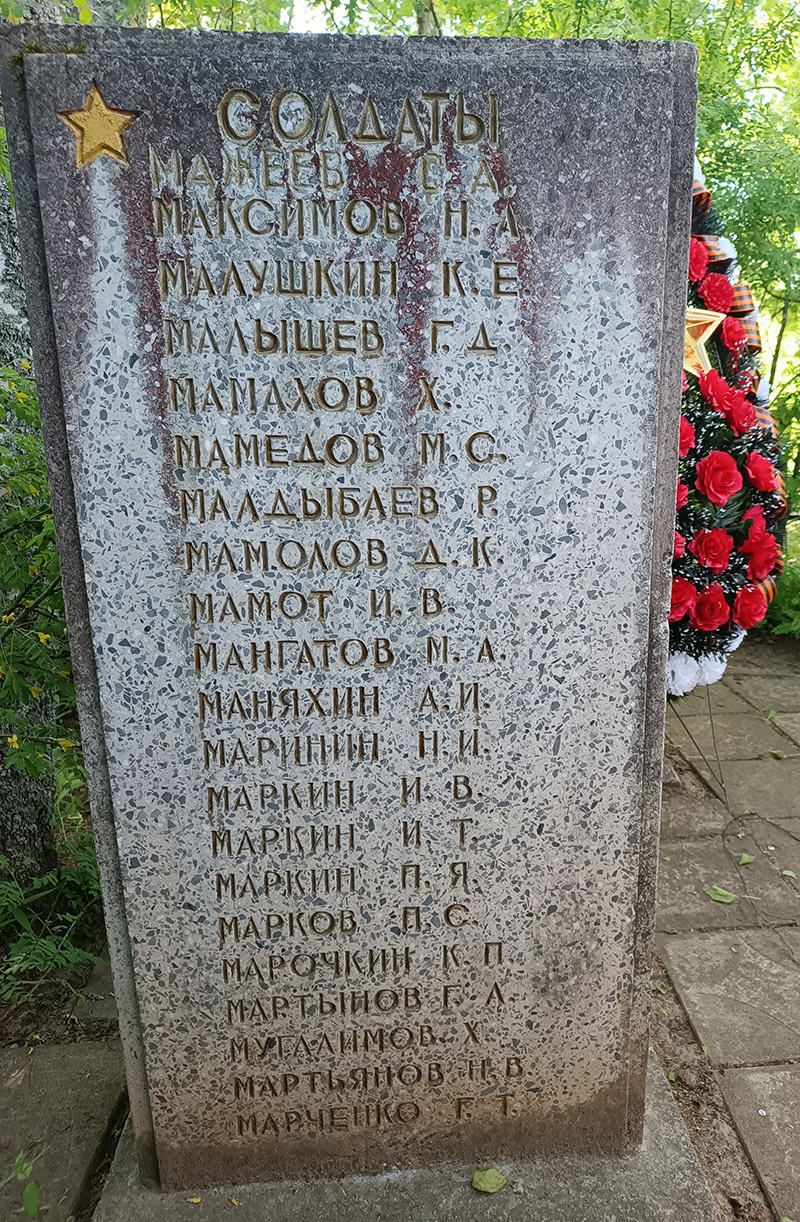 СОЛДАТЫ
МАЖЕЕВ С. А.
МАКСИМОВ Н. А.
МАЛУШКИН К. Е.
МАЛЫШЕВ Г. Д.
МАМАХОВ Х.
МАМЕДОВ М. С.
МАЛДЫБАЕВ Р.
МАМОЛОВ Д. К.
МАМОТ И. В.
МАНГАТОВ М. А.
МАНЯХИН А. И.
МАРИНИН Н. И.
МАРКИН И. В.
МАРКИН И. Т.
МАРКИН П. Я.
МАРКОВ П. С.
МАРОЧКИН К. П
МАРТЫНОВ Г. А.
МУГАЛИМОВ. Х.
МАРТЬЯНОВ Н. В.
МАРЧЕНКО Г. Т.